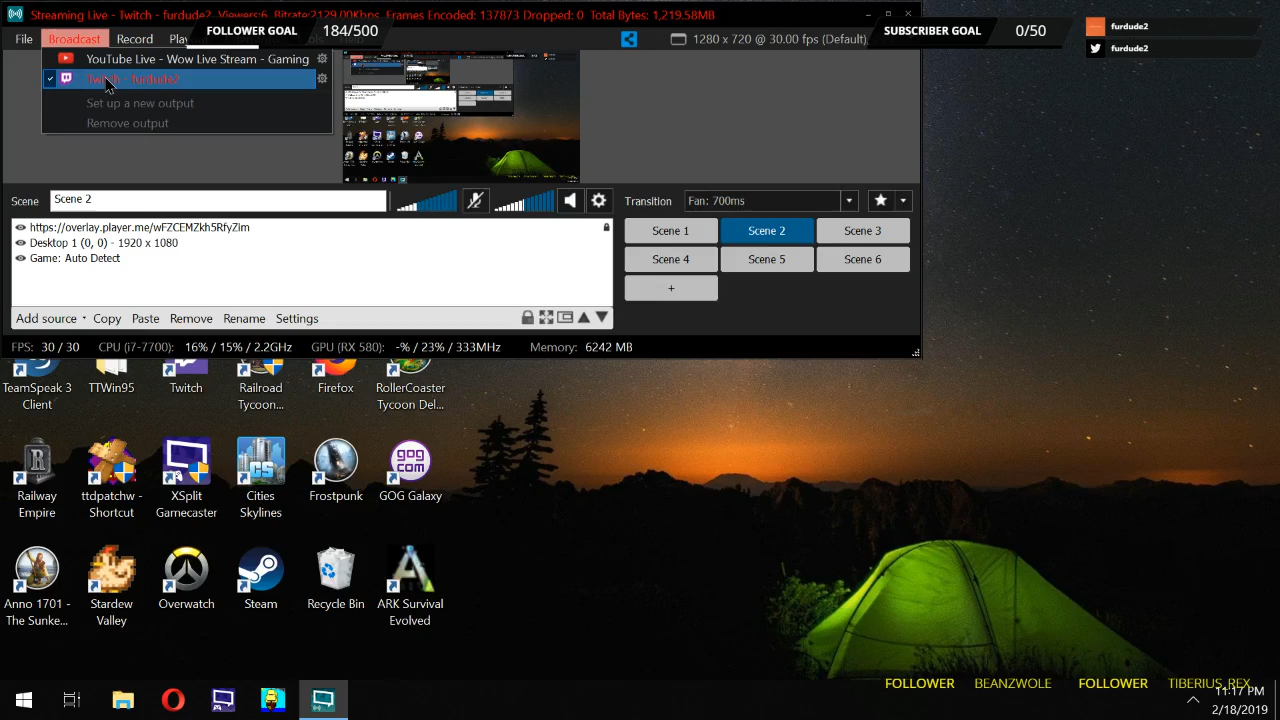 Streaming Live - Twitch - furdude2 Viewers:6 Bitrate:2129.00Kbps Frames Encoded: 137873 Dropped: 0 Total Bytes: 1,219.58MB
File Broadcast Record
FOLLOWER GOAL 184/500
1280 x 720 @ 30.00 fps (Default)
SUBSCRIBER GOAL 0/50
furdude2
furdude2
YouTube Live - Wow Live Stream - Gaming
Twitch - furdude2
Set up a new output
Remove output
Scene Scene 2
Transition Fan: 700ms
https://overlay.player.me/wFZCEMZkh5RfyZim
Desktop 1 (0, 0) - 1920 x 1080
Game: Auto Detect
Scene 1 Scene 2 Scene 3
Scene 4 Scene 5 Scene 6
+
Add source Copy Paste Remove Rename Settings
FPS: 30 / 30 CPU (i7-7700): 16% / 15% / 2.2GHz GPU (RX 580): -% / 23% / 333MHz Memory: 6242 MB
TeamSpeak 3 Client
TTWin95
Twitch
Railroad Tycoon...
Firefox
RollerCoaster Tycoon Del...
Railway Empire
ttdpatchw - Shortcut
XSplit Gamecaster
Cities Skylines
Frostpunk
GOG Galaxy
Anno 1701 - The Sunke...
Stardew Valley
Overwatch
Steam
Recycle Bin
ARK Survival Evolved
FOLLOWER BEANZWOLE FOLLOWER TIBERIUS_REX
11:17 PM
2/18/2019